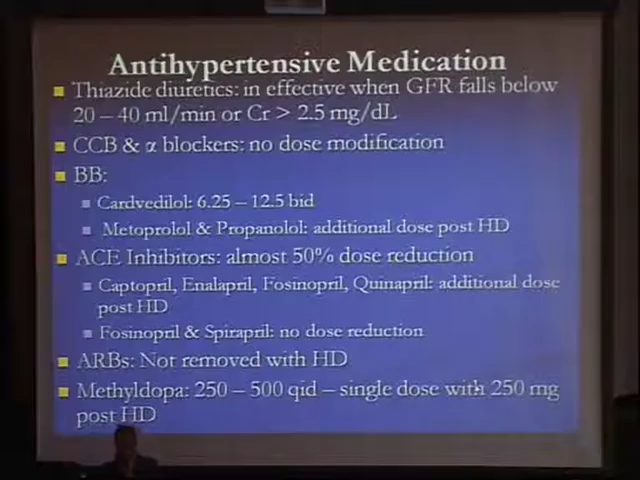 Antihypertensive Medication
Thiazide diuretics: in effective when GFR falls below
20 – 40 ml/min or Cr > 2.5 mg/dL
CCB & α blockers: no dose modification
BB:
Cardvedilol: 6.25 – 12.5 bid
Metoprolol & Propanolol: additional dose post HD
ACE Inhibitors: almost 50% dose reduction
Captopril, Enalapril, Fosinopril, Quinapril: additional dose
post HD
Fosinopril & Spirapril: no dose reduction
ARBs: Not removed with HD
Methyldopa: 250 – 500 qid – single dose with 250 mg
post HD